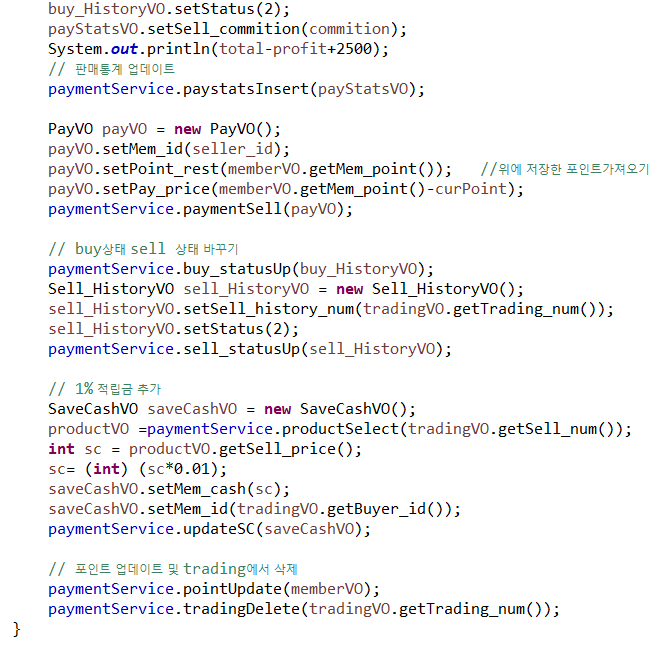 buy_HistoryVO.setStatus(2);
payStatsVO.setSell_commition(commition);
System.out.println(total-profit+2500);
// 판매통계 업데이트
paymentService.paystatsInsert(payStatsVO);
PayVO payVO = new PayVO();
payVO.setMem_id(seller_id);
payVO.setPoint_rest(memberVO.getMem_point());   //위에 저장한 포인트가져오기
payVO.setPay_price(memberVO.getMem_point()-curPoint);
paymentService.paymentSell(payVO);
// buy상태 sell 상태 바꾸기
paymentService.buy_statusUp(buy_HistoryVO);
Sell_HistoryVO sell_HistoryVO = new Sell_HistoryVO();
sell_HistoryVO.setSell_history_num(tradingVO.getTrading_num());
sell_HistoryVO.setStatus(2);
paymentService.sell_statusUp(sell_HistoryVO);
// 1% 적립금 추가
SaveCashVO saveCashVO = new SaveCashVO();
productVO =paymentService.productSelect(tradingVO.getSell_num());
int sc = productVO.getSell_price();
sc= (int) (sc*0.01);
saveCashVO.setMem_cash(sc);
saveCashVO.setMem_id(tradingVO.getBuyer_id());
paymentService.updateSC(saveCashVO);
// 포인트 업데이트 및 trading에서 삭제
paymentService.pointUpdate(memberVO);
paymentService.tradingDelete(tradingVO.getTrading_num());
}